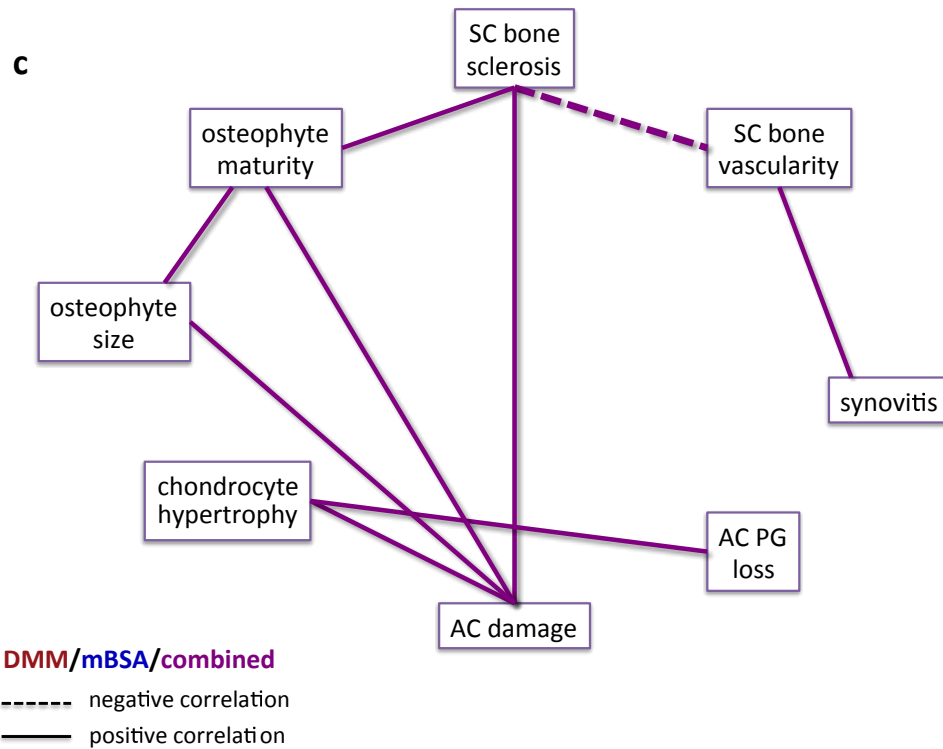 c
SC bone
sclerosis
osteophyte
maturity
SC bone
vascularity
osteophyte
size
synovitis
chondrocyte
hypertrophy
AC PG
loss
AC damage
DMM/mBSA/combined
negative correlation
positive correlation